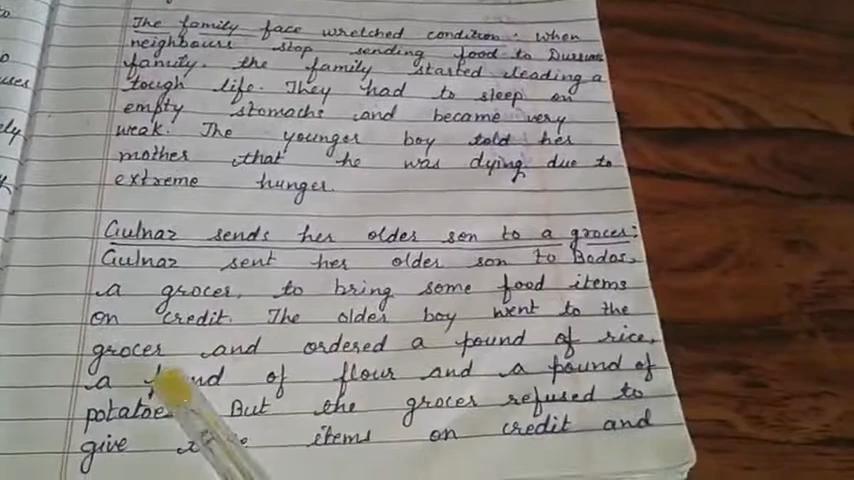 The family face wretched condition: when
neighbours stop sending food to Dursun's
family. the family started leading a
tough life. They had to sleep on
empty stomachs and became very
weak. The younger boy told her
mother that he was dying due to
extreme hunger.
Gulnaz sends her older son to a grocer:
Gulnaz sent her older son to Bodos,
a grocer, to bring some food items
on credit. The older boy went to the
grocer and ordered a pound of rice,
a of flour and a pound of
But the grocer refused to
give items on credit and